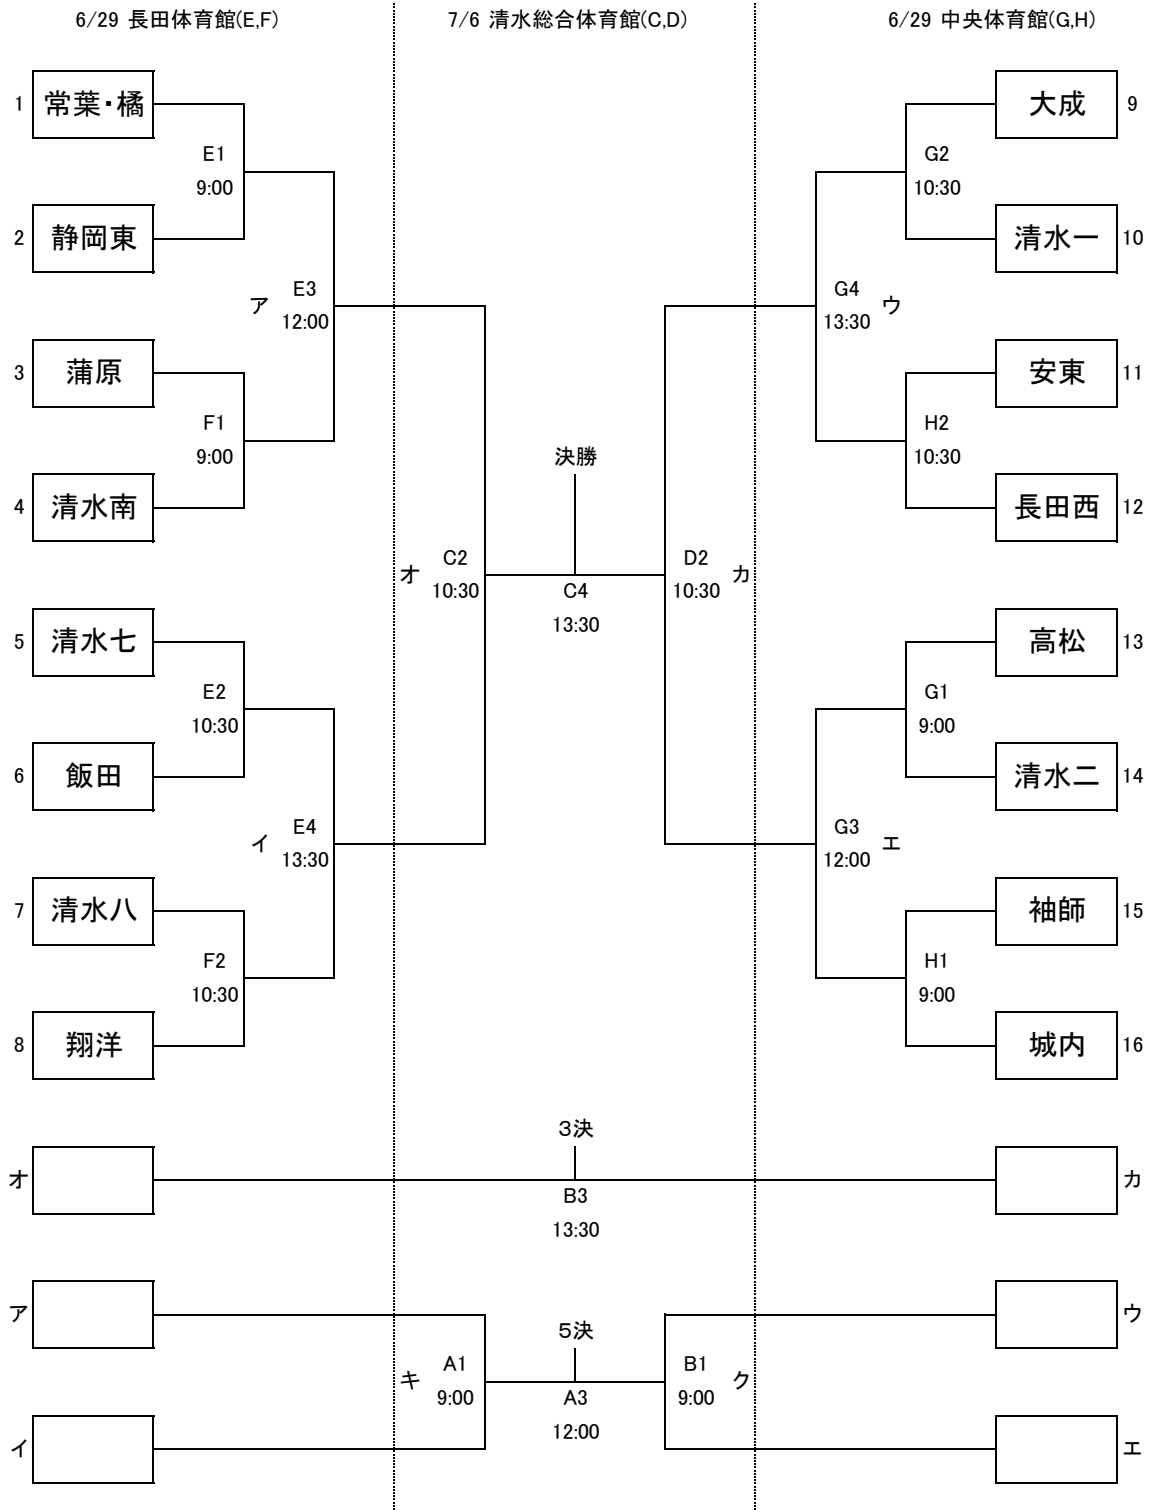 6/29 長田体育館(E,F)
7/6 清水総合体育館(C,D)
6/29 中央体育館(G,H)
1 常葉・橘
E1
9:00
2 静岡東
ア E3
12:00
3 蒲原
F1
9:00
4 清水南
5 清水七
E2
10:30
6 飯田
イ E4
13:30
7 清水八
F2
10:30
8 翔洋
オ C2
10:30
決勝
C4
13:30
D2 カ
10:30
大成 9
G2
10:30
清水一 10
G4 ウ
13:30
安東 11
H2
10:30
長田西 12
高松 13
G1
9:00
清水二 14
G3 エ
12:00
袖師 15
H1
9:00
城内 16
オ
3決
B3
13:30
カ
ア
イ
キ A1
9:00
5決
A3
12:00
B1 ク
9:00
ウ
エ